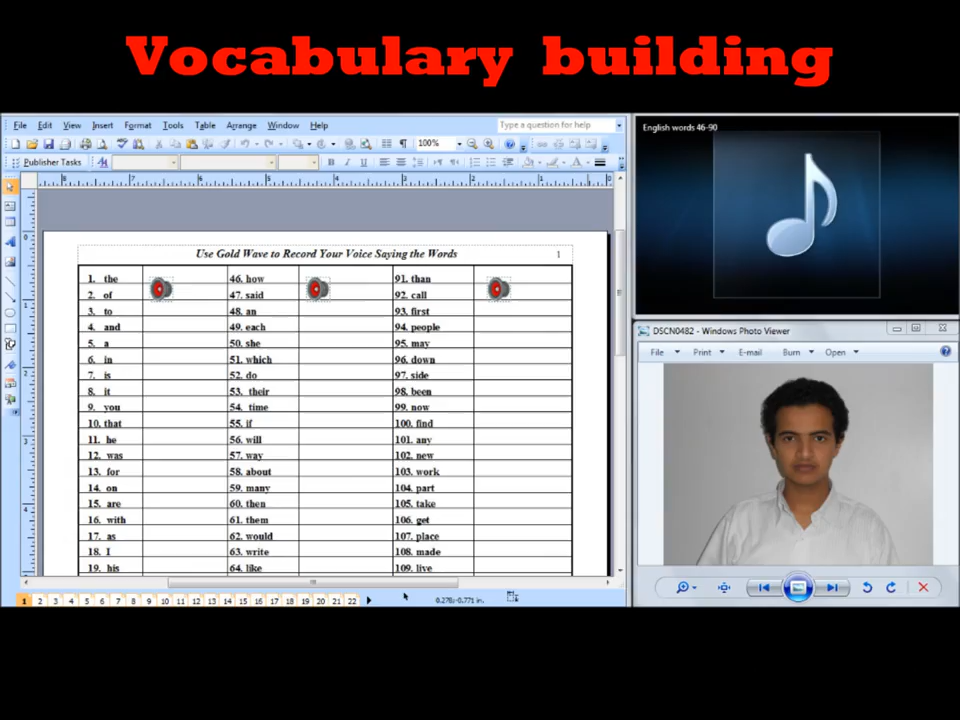 Vocabulary building
File Edit View Insert Format Tools Table Arrange Window Help
Type a question for help
100%
Publisher Tasks
Use Gold Wave to Record Your Voice Saying the Words 1
1. the 46. how 91. than
2. of 47. said 92. call
3. to 48. an 93. first
4. and 49. each 94. people
5. a 50. she 95. may
6. in 51. which 96. down
7. is 52. do 97. side
8. it 53. their 98. been
9. you 54. time 99. now
10. that 55. if 100. find
11. he 56. will 101. any
12. was 57. way 102. new
13. for 58. about 103. work
14. on 59. many 104. part
15. are 60. then 105. take
16. with 61. them 106. get
17. as 62. would 107. place
18. I 63. write 108. made
19. his 64. like 109. live
1 2 3 4 5 6 7 8 9 10 11 12 13 14 15 16 17 18 19 20 21 22
English words 46-90
DSCN0482 - Windows Photo Viewer
File Print E-mail Burn Open